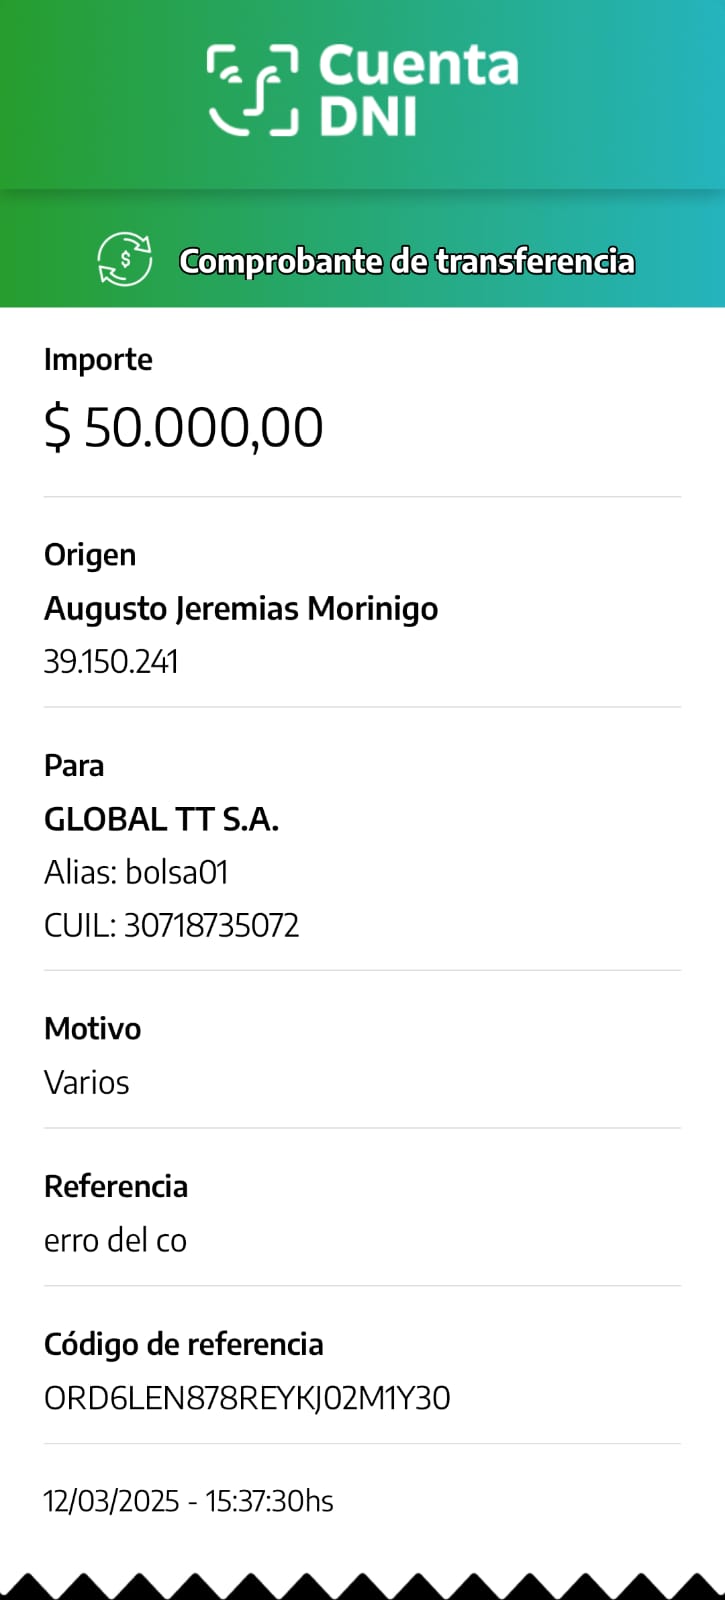 Cuenta
DNI
Comprobante de transferencia
Importe
$ 50.000,00
Origen
Augusto Jeremias Morinigo
39.150.241
Para
GLOBAL TT S.A.
Alias: bolsa01
CUIL: 30718735072
Motivo
Varios
Referencia
erro del co
Código de referencia
ORD6LEN878REYKJ02M1Y30
12/03/2025 - 15:37:30hs